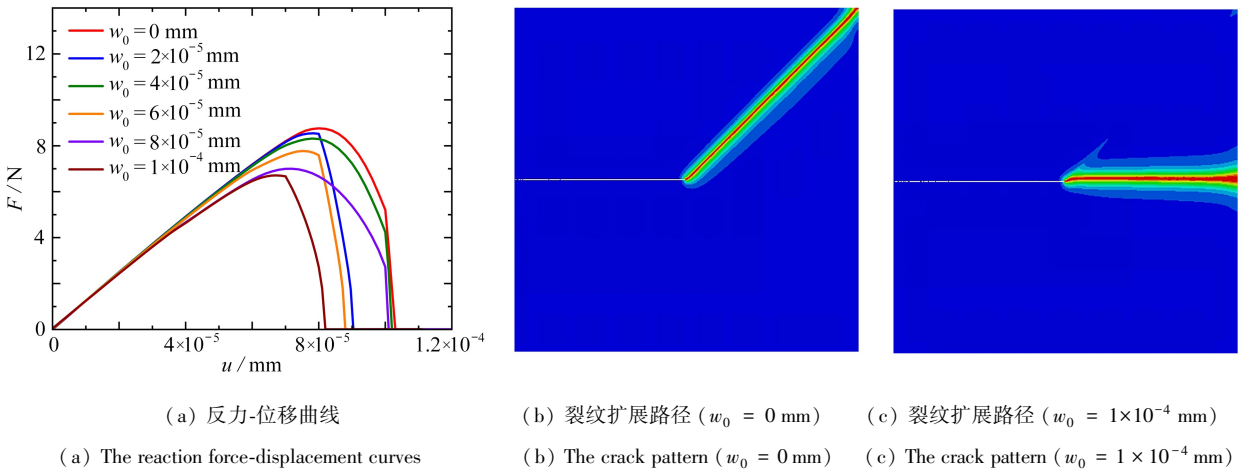 12
8
4
0
F / N
w₀ = 0 mm
w₀ = 2×10⁻⁵ mm
w₀ = 4×10⁻⁵ mm
w₀ = 6×10⁻⁵ mm
w₀ = 8×10⁻⁵ mm
w₀ = 1×10⁻⁴ mm
0 4×10⁻⁵ 8×10⁻⁵ 1.2×10⁻⁴
u / mm
(a) 反力-位移曲线 (b) 裂纹扩展路径 (w₀ = 0 mm) (c) 裂纹扩展路径 (w₀ = 1×10⁻⁴ mm)
(a) The reaction force-displacement curves (b) The crack pattern (w₀ = 0 mm) (c) The crack pattern (w₀ = 1 × 10⁻⁴ mm)